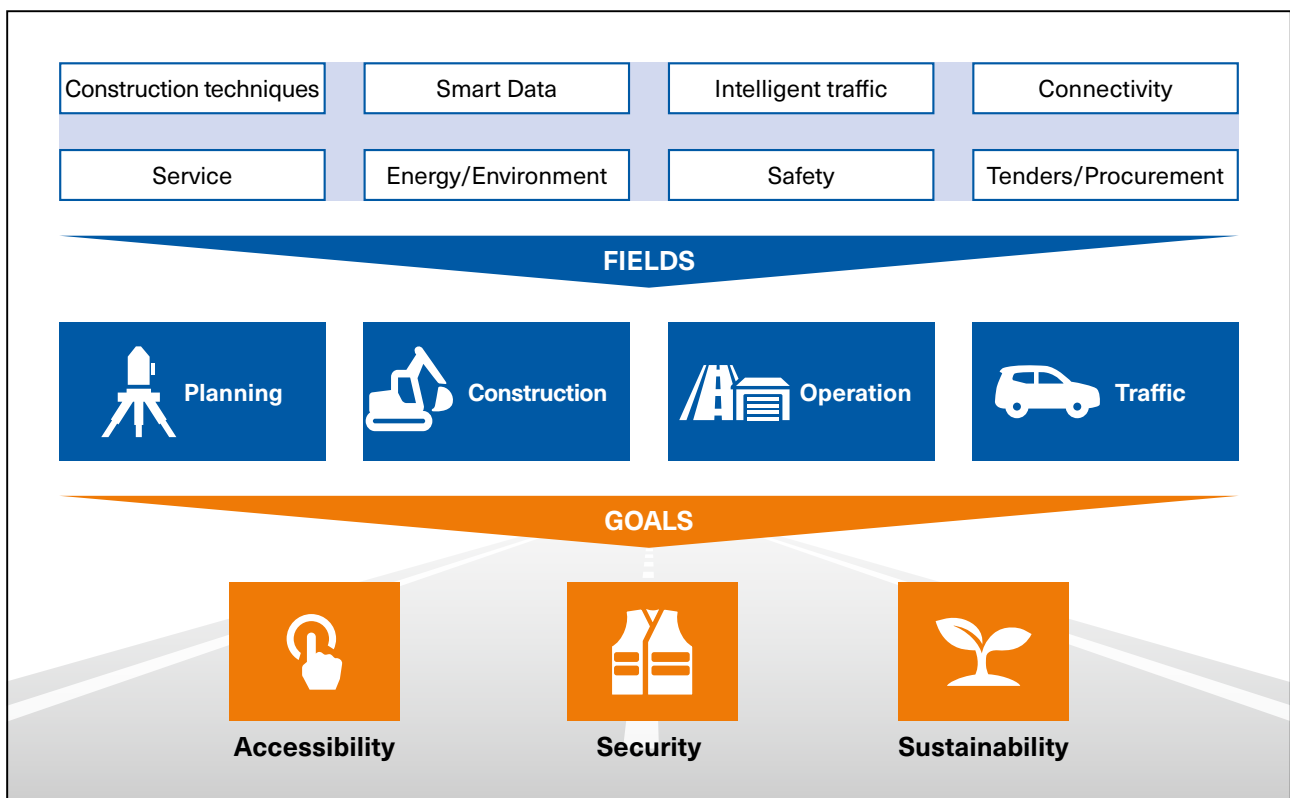 Construction techniques
Smart Data
Intelligent traffic
Connectivity
Service
Energy/Environment
Safety
Tenders/Procurement
FIELDS
Planning
Construction
Operation
Traffic
GOALS
Accessibility
Security
Sustainability